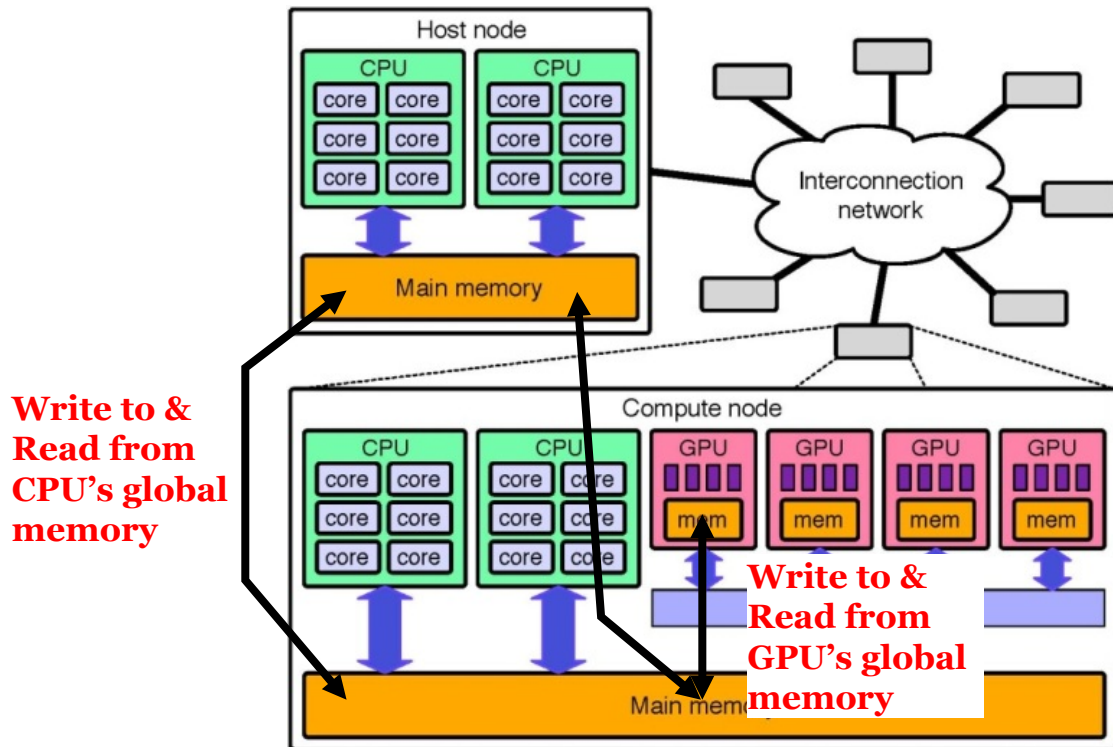 Host node
CPU CPU
core core core core
core core core core
core core core core
Main memory
Interconnection
network
Write to &
Read from
CPU’s global
memory
Compute node
CPU CPU GPU GPU GPU GPU
core core core core
core core core core
core core core core
mem mem mem mem
Write to &
Read from
GPU’s global
memory
Main memory